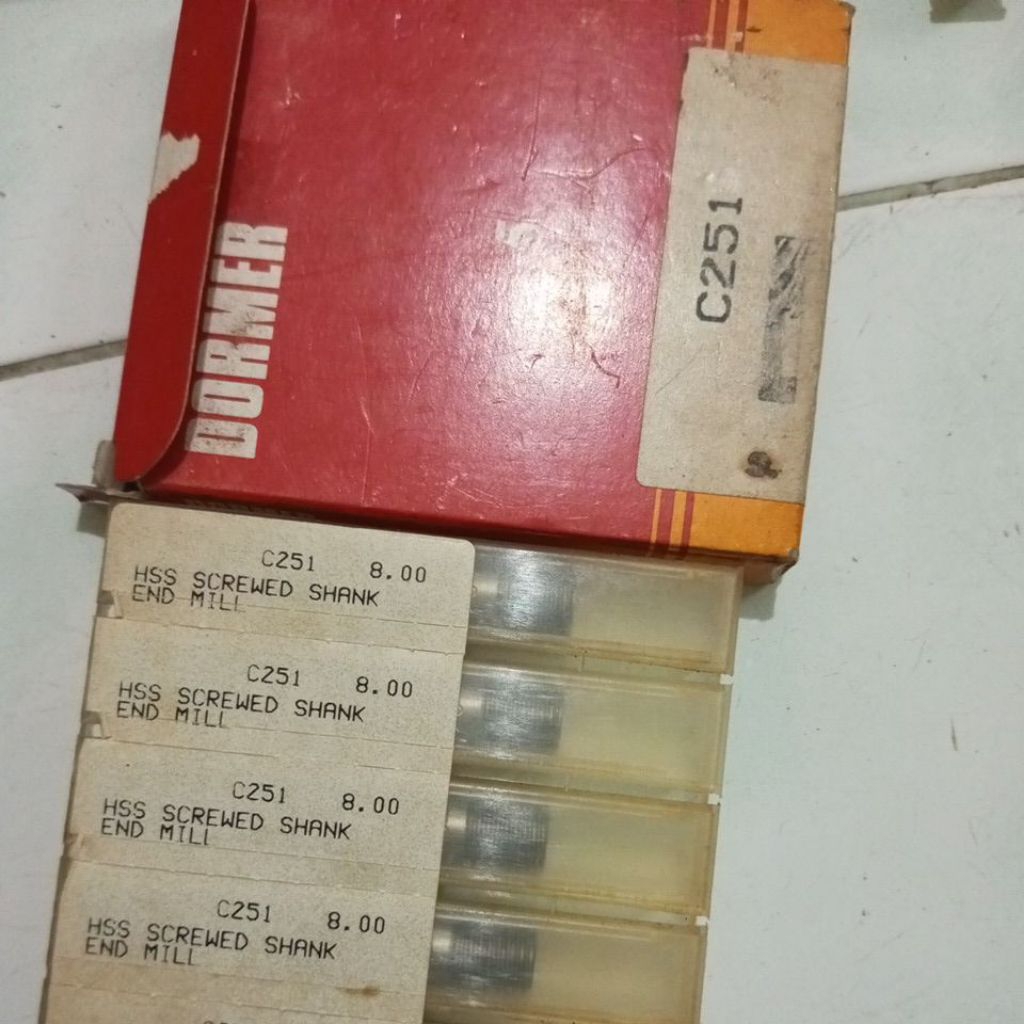 DORMER
5
C251
C251 8.00
HSS SCREWED SHANK
END MILL
C251 8.00
HSS SCREWED SHANK
END MILL
C251 8.00
HSS SCREWED SHANK
END MILL
C251 8.00
HSS SCREWED SHANK
END MILL